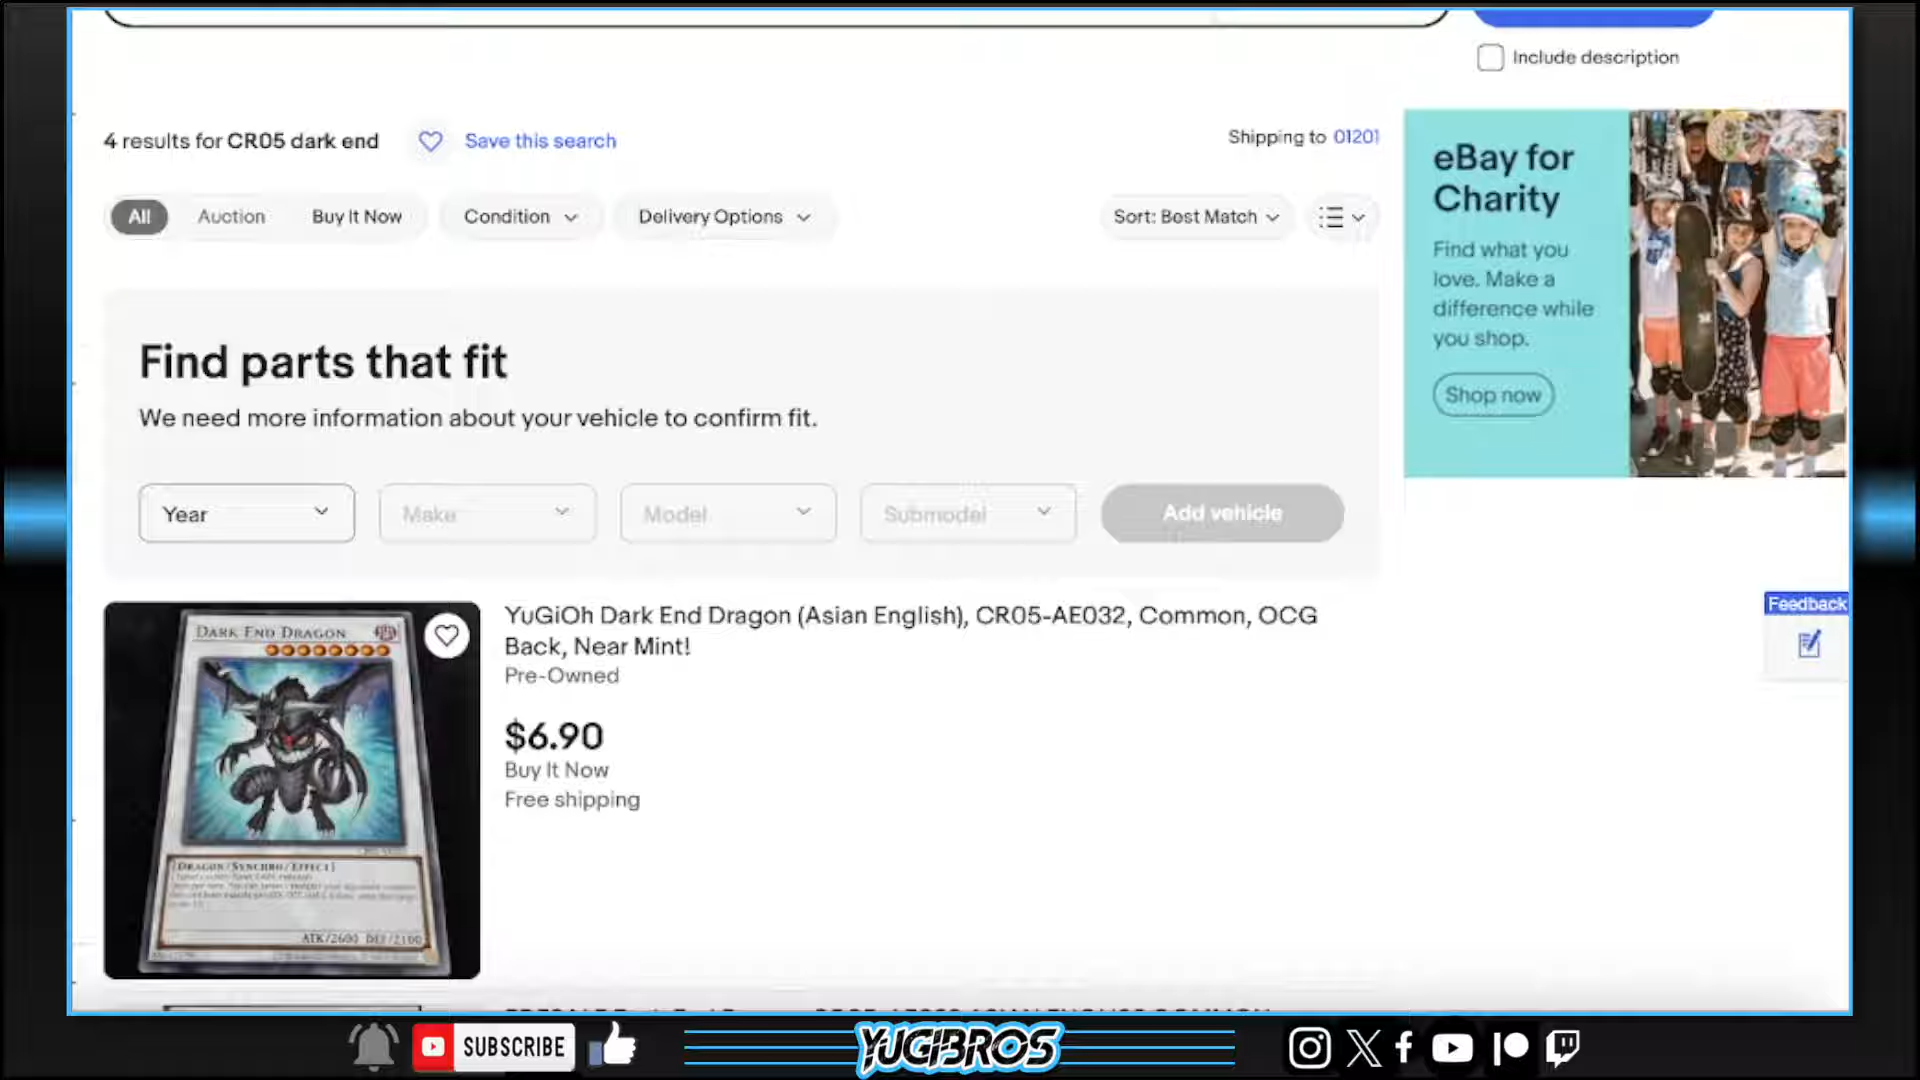 Include description
4 results for CR05 dark end
Save this search
Shipping to 01201
All
Auction
Buy It Now
Condition
Delivery Options
Sort: Best Match
eBay for
Charity
Find what you
love. Make a
difference while
you shop.
Shop now
Find parts that fit
We need more information about your vehicle to confirm fit.
Year
Make
Model
Submodel
Add vehicle
Feedback
DARK END DRAGON
[DRAGON/SYNCHRO/EFFECT]
ATK/2600 DEF/2100
YuGiOh Dark End Dragon (Asian English), CR05-AE032, Common, OCG
Back, Near Mint!
Pre-Owned
$6.90
Buy It Now
Free shipping
SUBSCRIBE
YUGIBROS